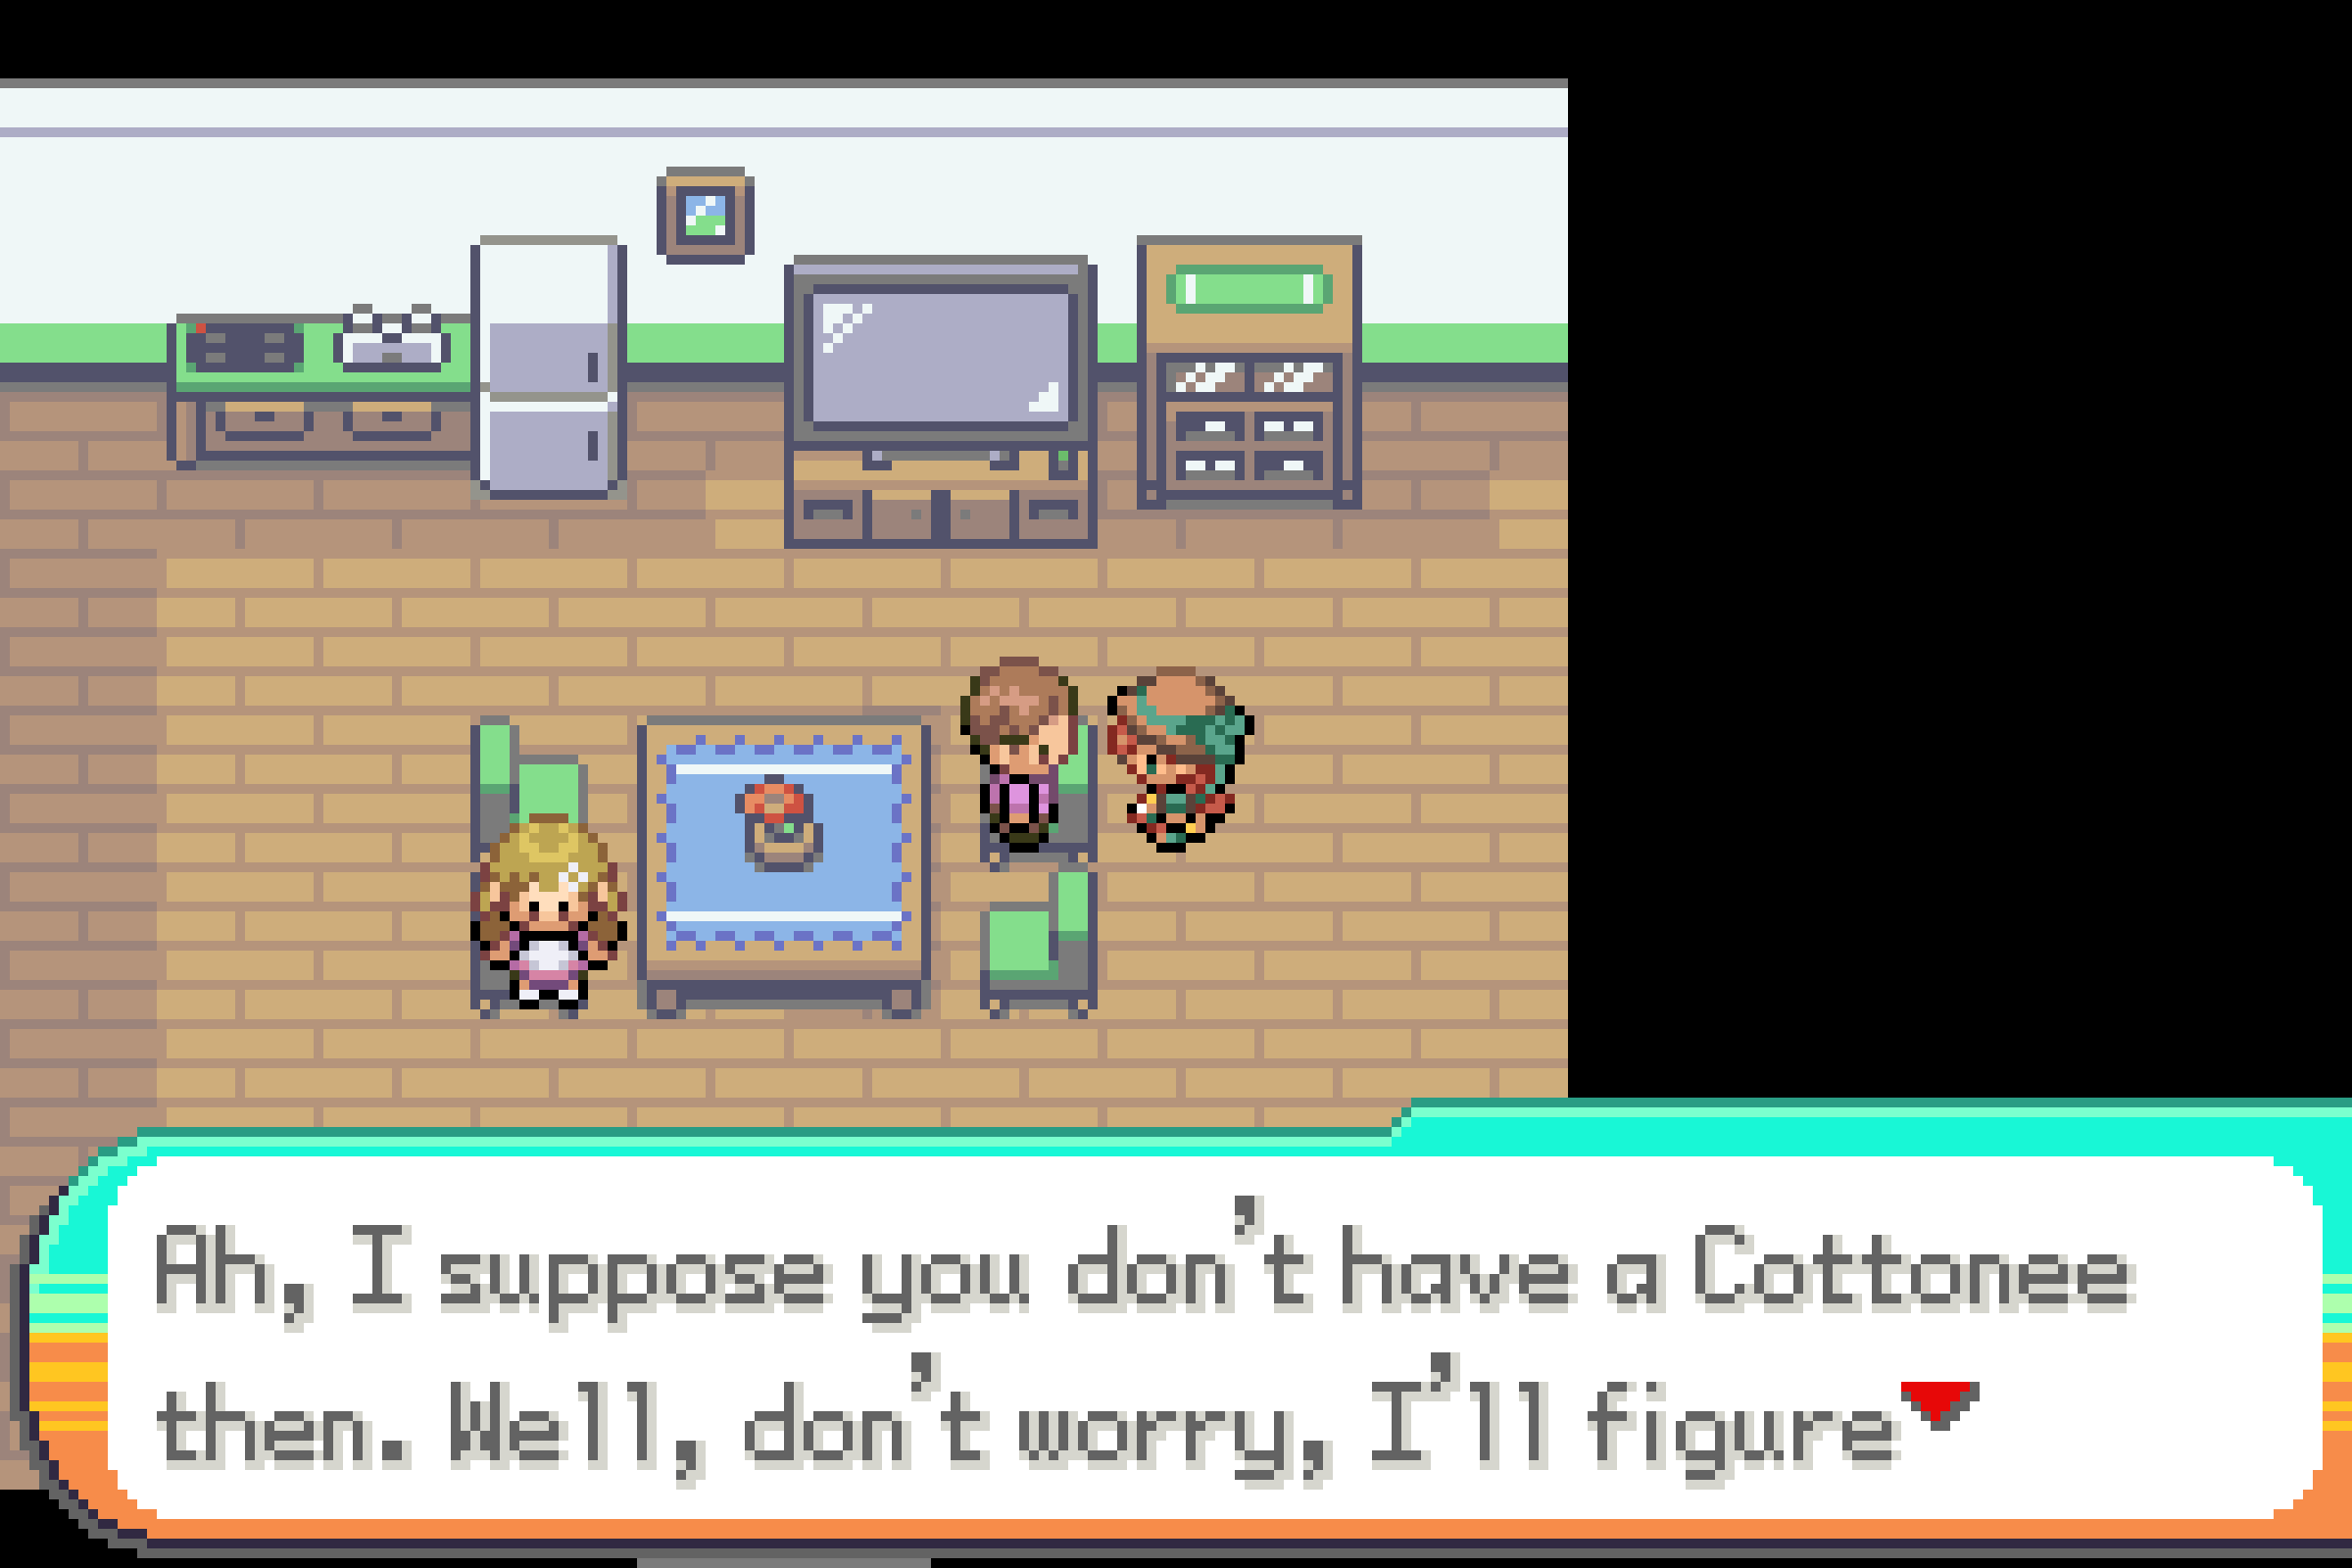 Ah, I suppose you don't have a Cottonee
then. Well, don't worry, I'll figure